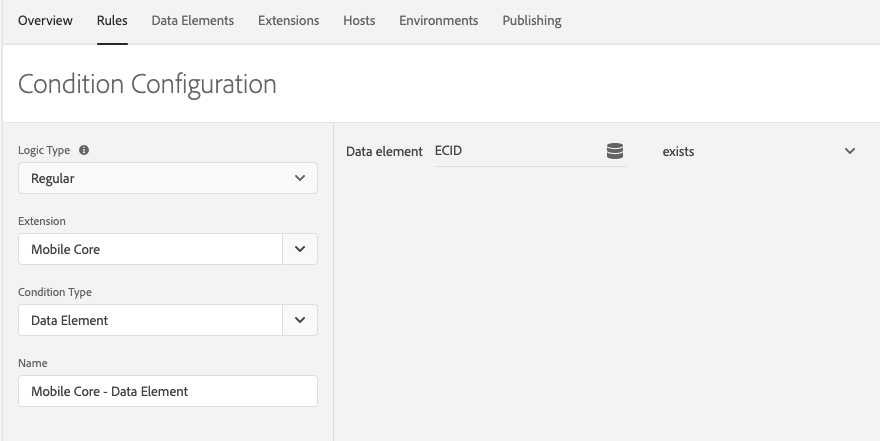 Overview Rules Data Elements Extensions Hosts Environments Publishing
Condition Configuration
Logic Type
Regular
Extension
Mobile Core
Condition Type
Data Element
Name
Mobile Core - Data Element
Data element ECID exists